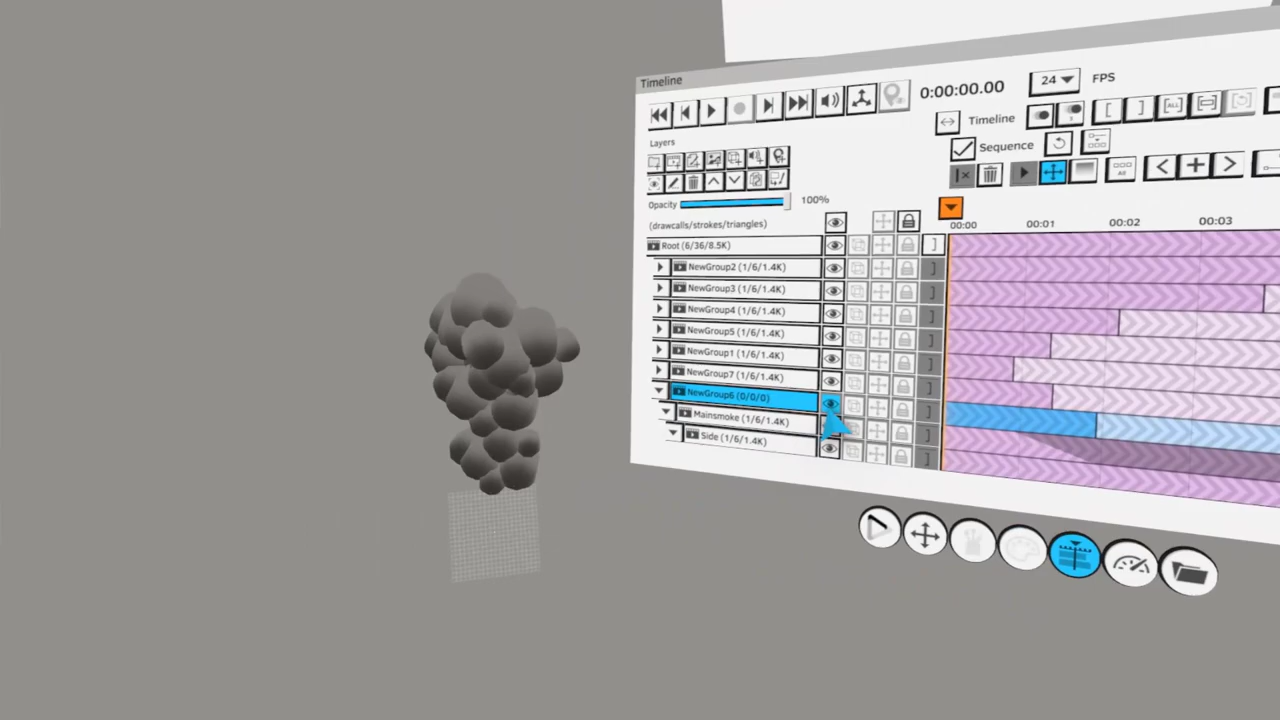 Timeline
0:00:00.00 24 FPS
Timeline
Layers
Sequence
Opacity 100%
(drawcalls/strokes/triangles)
00:00 00:01 00:02 00:03
Root (6/36/8.5K)
NewGroup2 (1/6/1.4K)
NewGroup3 (1/6/1.4K)
NewGroup4 (1/6/1.4K)
NewGroup5 (1/6/1.4K)
NewGroup1 (1/6/1.4K)
NewGroup7 (1/6/1.4K)
NewGroup6 (0/0/0)
Mainsmoke (1/6/1.4K)
Side (1/6/1.4K)